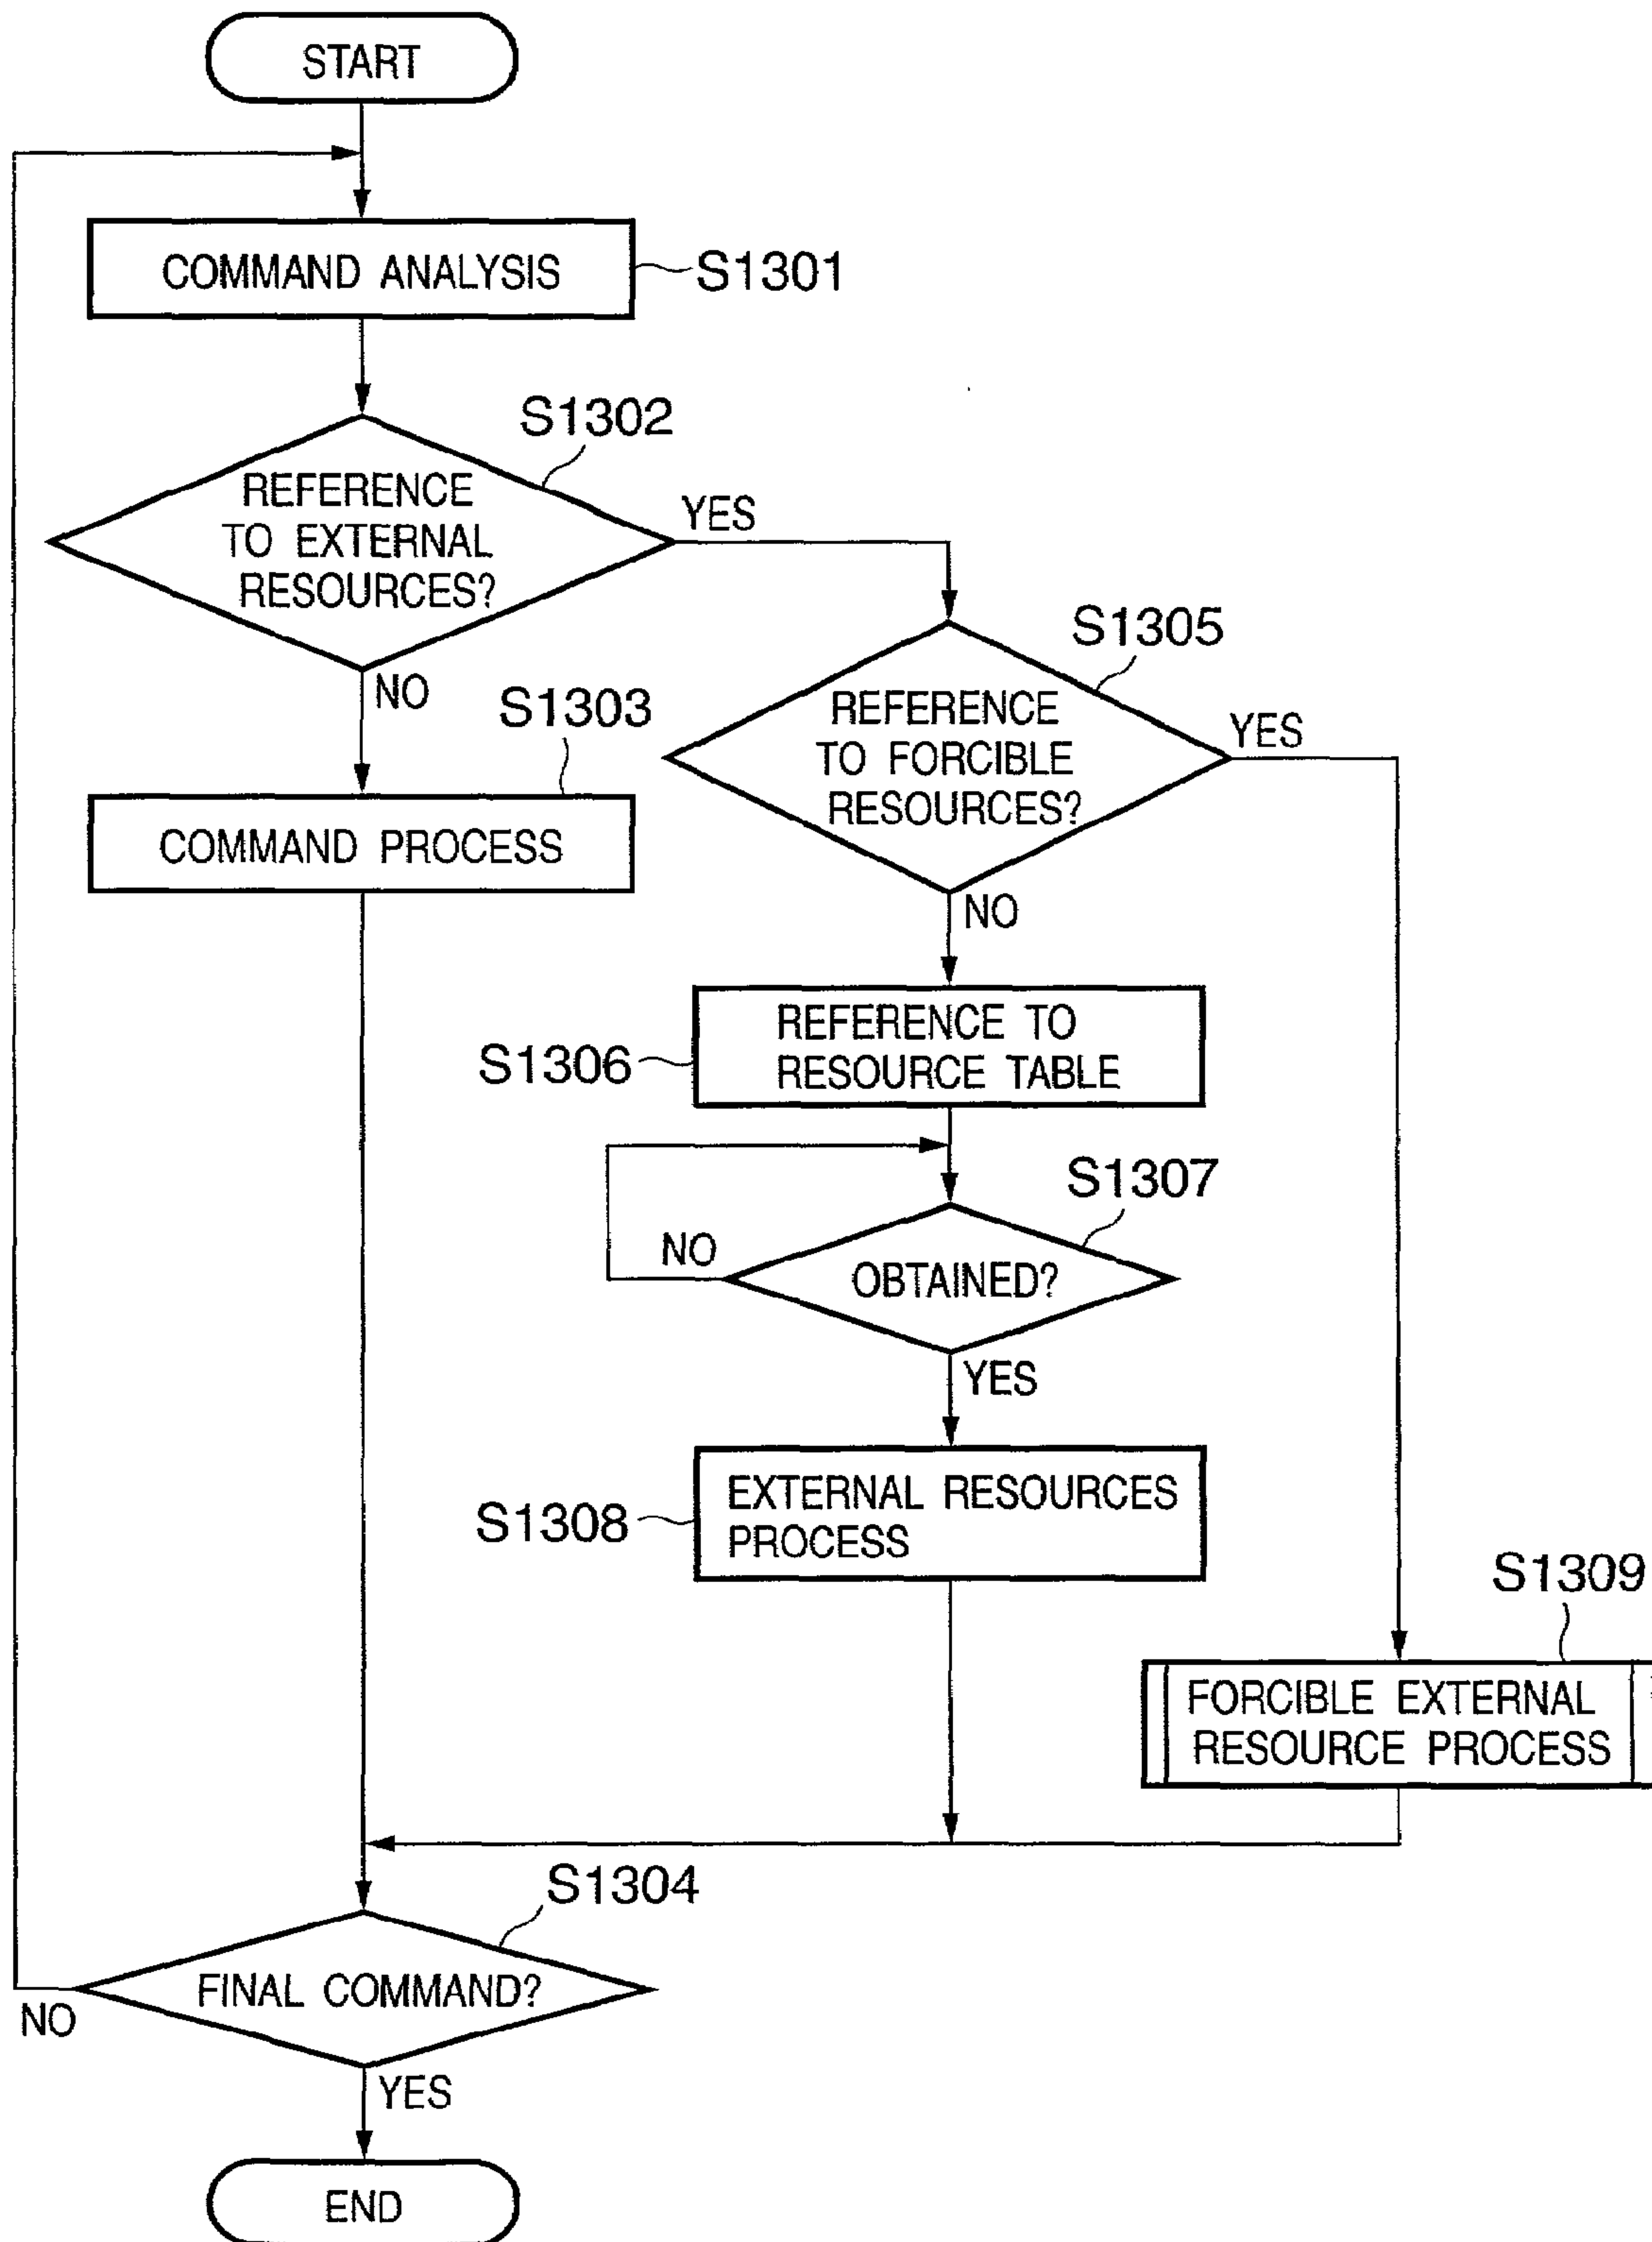 START
COMMAND ANALYSIS
S1301
S1302
REFERENCE
TO EXTERNAL
RESOURCES?
YES
NO
S1305
REFERENCE
TO FORCIBLE
RESOURCES?
YES
NO
S1303
COMMAND PROCESS
REFERENCE TO
RESOURCE TABLE
S1306
S1307
OBTAINED?
NO
YES
EXTERNAL RESOURCES
PROCESS
S1308
S1309
FORCIBLE EXTERNAL
RESOURCE PROCESS
S1304
FINAL COMMAND?
NO
YES
END